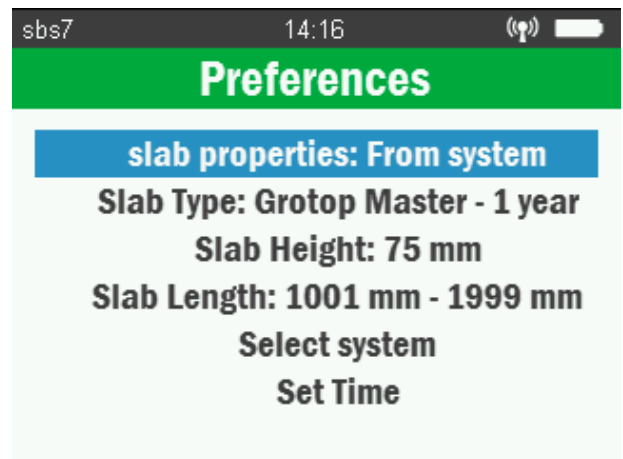 sbs7 14:16
Preferences
slab properties: From system
Slab Type: Grotop Master - 1 year
Slab Height: 75 mm
Slab Length: 1001 mm - 1999 mm
Select system
Set Time